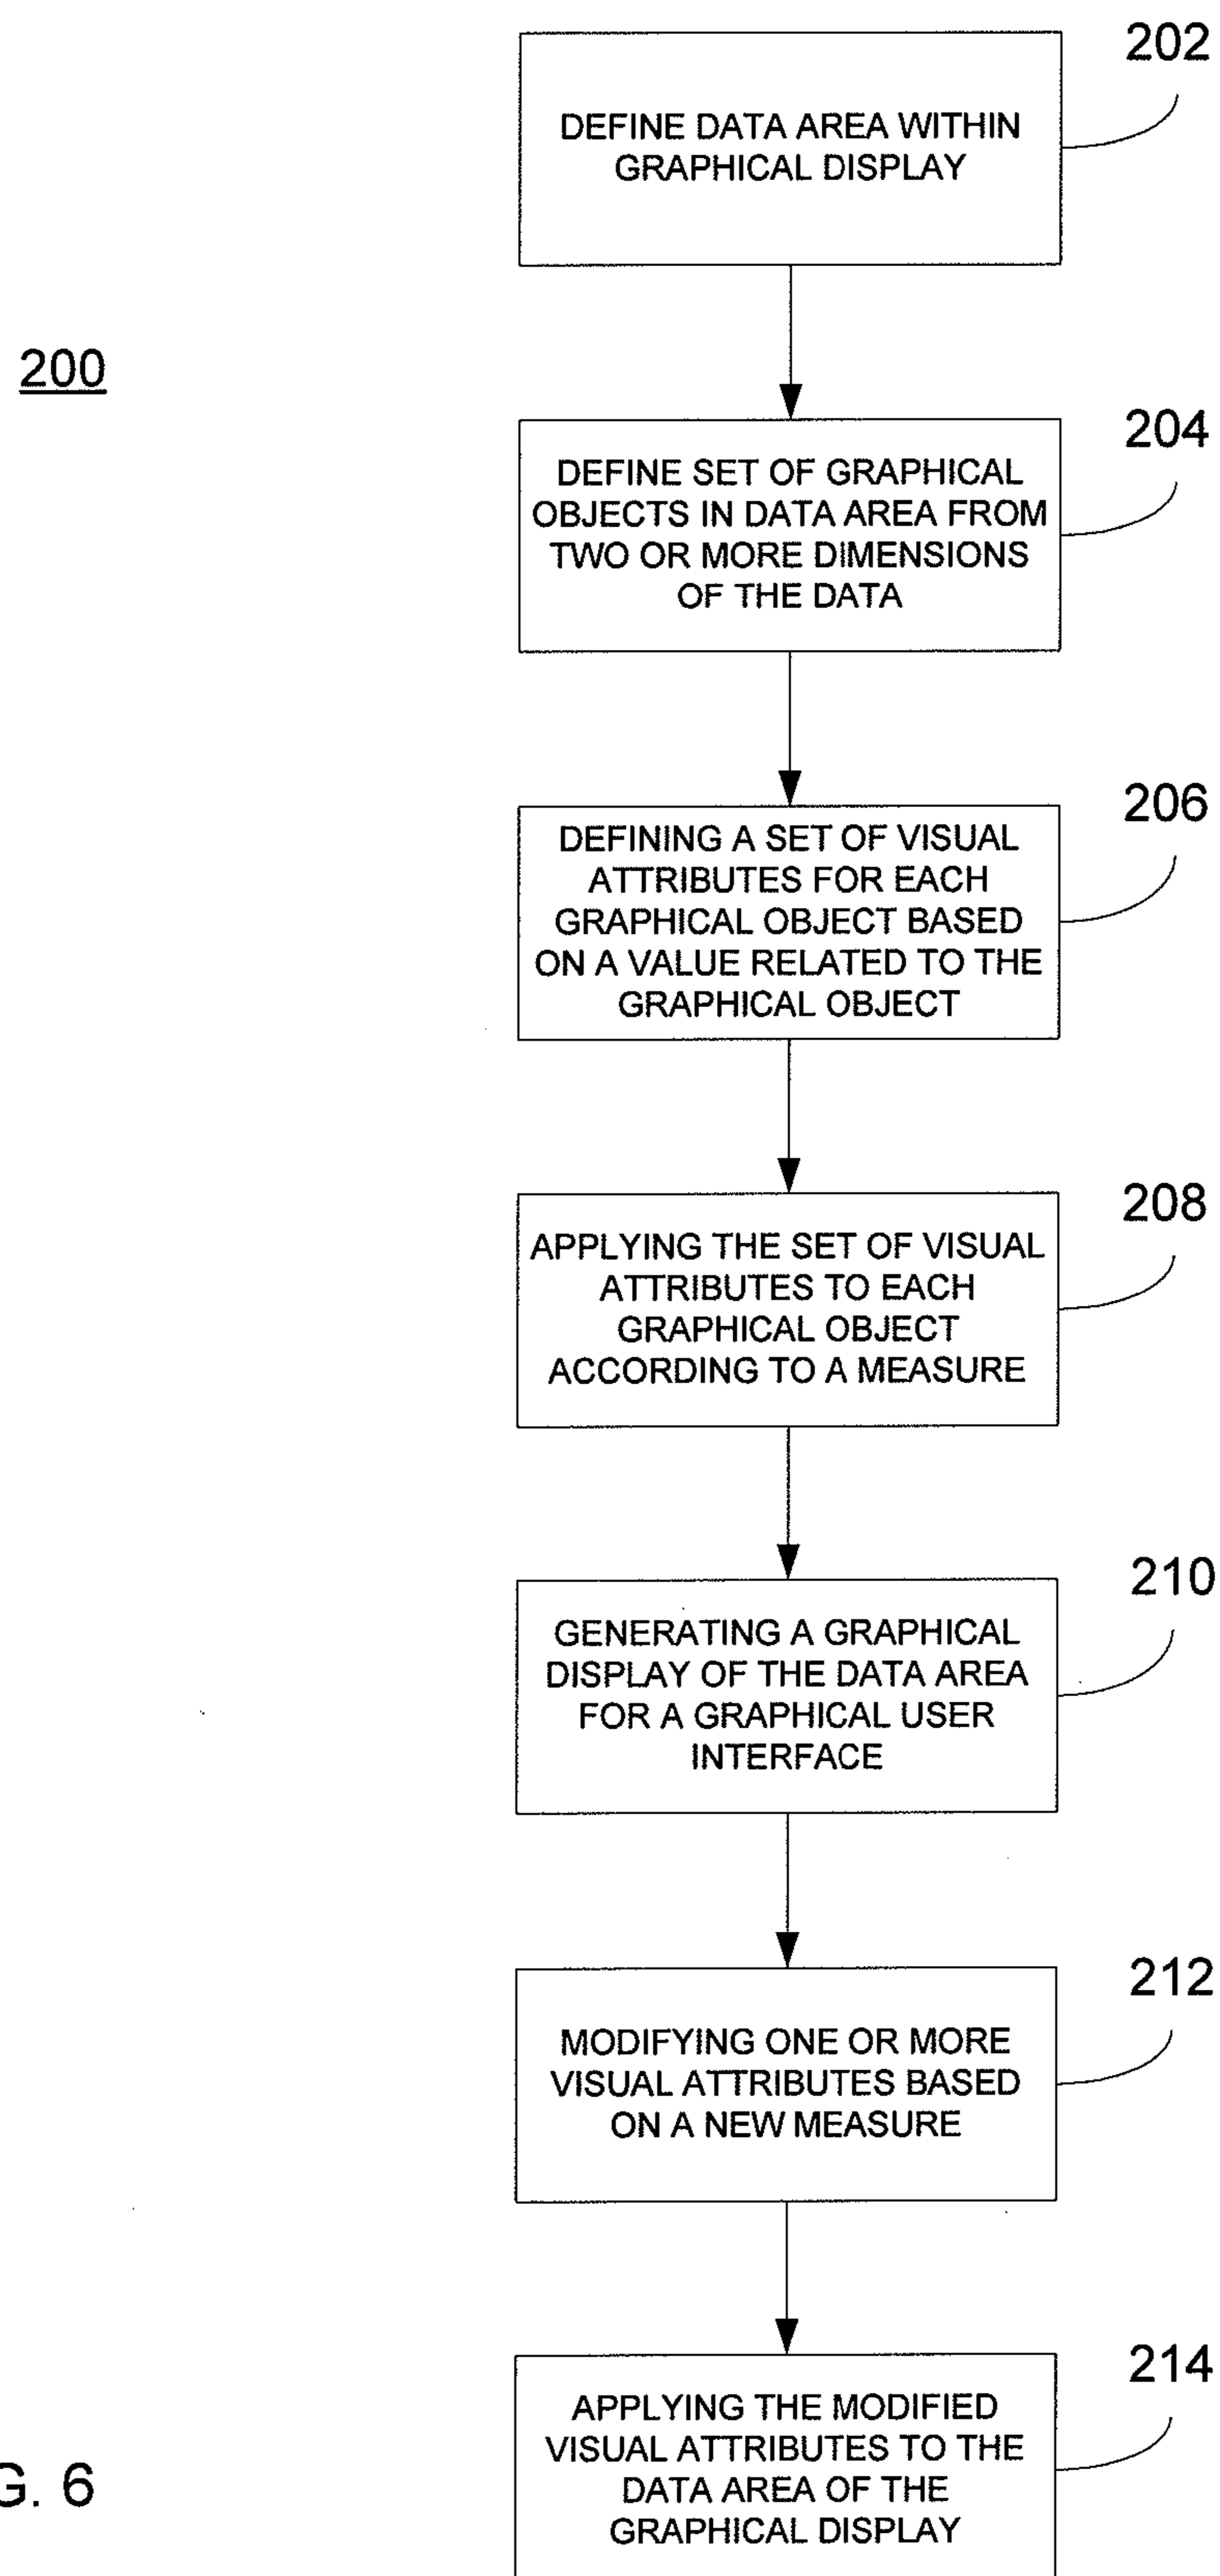 202
DEFINE DATA AREA WITHIN
GRAPHICAL DISPLAY
200
204
DEFINE SET OF GRAPHICAL
OBJECTS IN DATA AREA FROM
TWO OR MORE DIMENSIONS
OF THE DATA
206
DEFINING A SET OF VISUAL
ATTRIBUTES FOR EACH
GRAPHICAL OBJECT BASED
ON A VALUE RELATED TO THE
GRAPHICAL OBJECT
208
APPLYING THE SET OF VISUAL
ATTRIBUTES TO EACH
GRAPHICAL OBJECT
ACCORDING TO A MEASURE
210
GENERATING A GRAPHICAL
DISPLAY OF THE DATA AREA
FOR A GRAPHICAL USER
INTERFACE
212
MODIFYING ONE OR MORE
VISUAL ATTRIBUTES BASED
ON A NEW MEASURE
214
APPLYING THE MODIFIED
VISUAL ATTRIBUTES TO THE
DATA AREA OF THE
GRAPHICAL DISPLAY
G. 6